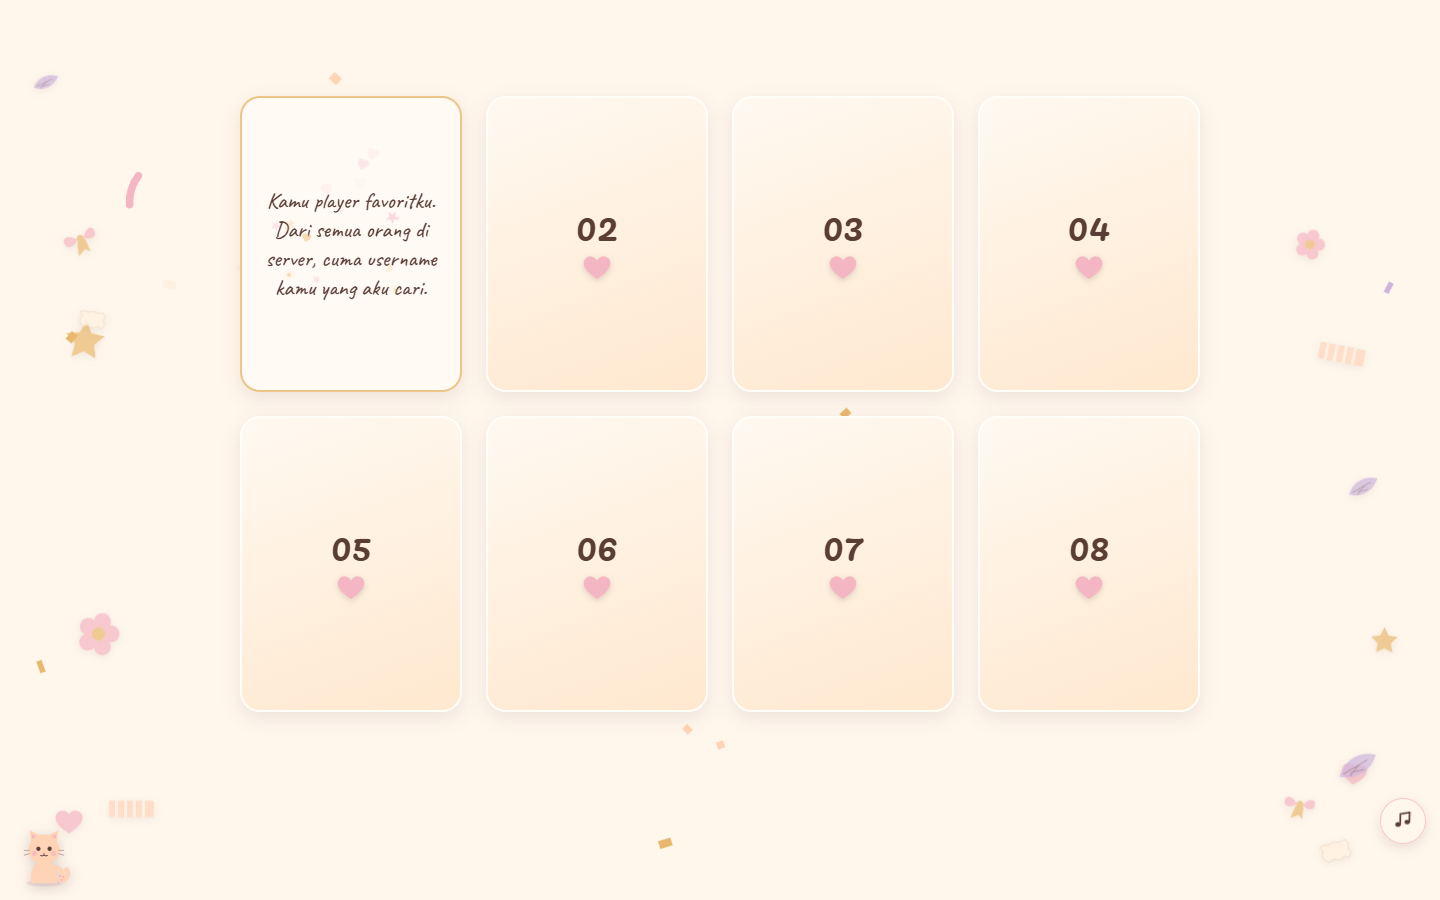 Kamu player favoritku.
Dari semua orang di
server, cuma username
kamu yang aku cari.
02
03
04
05
06
07
08